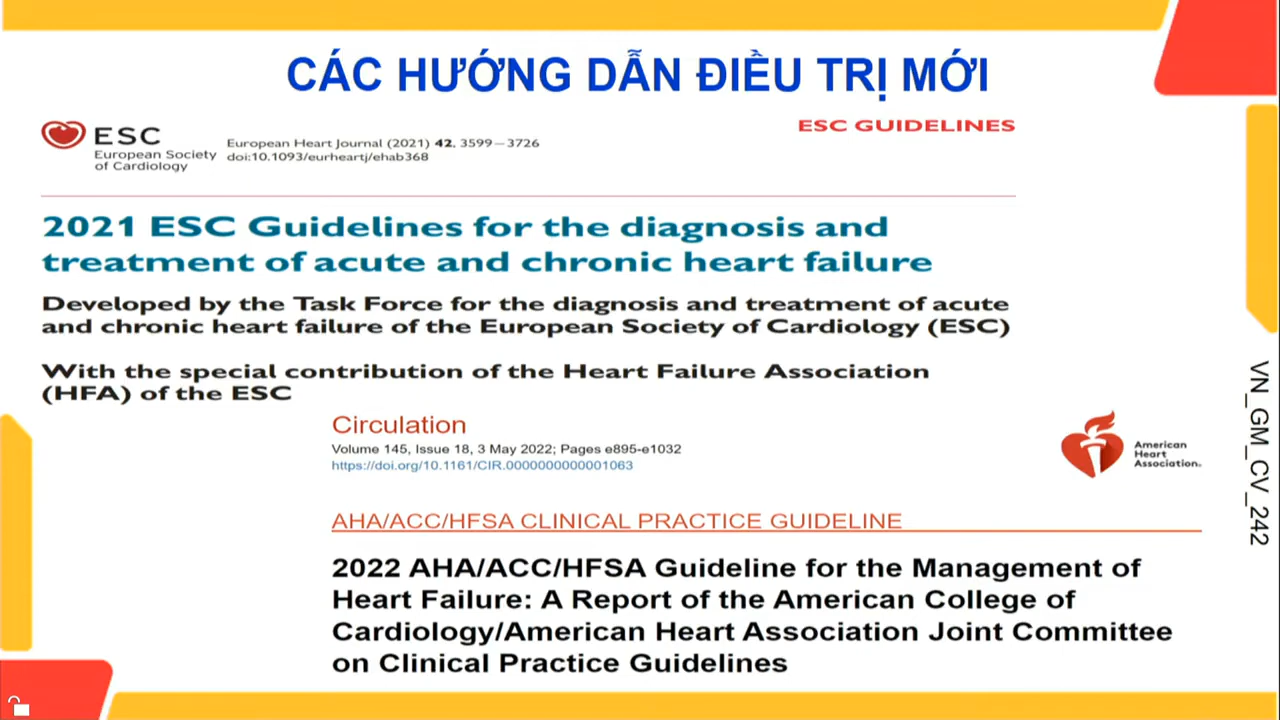 CÁC HƯỚNG DẪN ĐIỀU TRỊ MỚI
ESC
European Society
of Cardiology
European Heart Journal (2021) 42, 3599–3726
doi:10.1093/eurheartj/ehab368
ESC GUIDELINES
2021 ESC Guidelines for the diagnosis and
treatment of acute and chronic heart failure
Developed by the Task Force for the diagnosis and treatment of acute
and chronic heart failure of the European Society of Cardiology (ESC)
With the special contribution of the Heart Failure Association
(HFA) of the ESC
Circulation
Volume 145, Issue 18, 3 May 2022; Pages e895-e1032
https://doi.org/10.1161/CIR.0000000000001063
American
Heart
Association.
AHA/ACC/HFSA CLINICAL PRACTICE GUIDELINE
2022 AHA/ACC/HFSA Guideline for the Management of
Heart Failure: A Report of the American College of
Cardiology/American Heart Association Joint Committee
on Clinical Practice Guidelines
VN_GM_CV_242